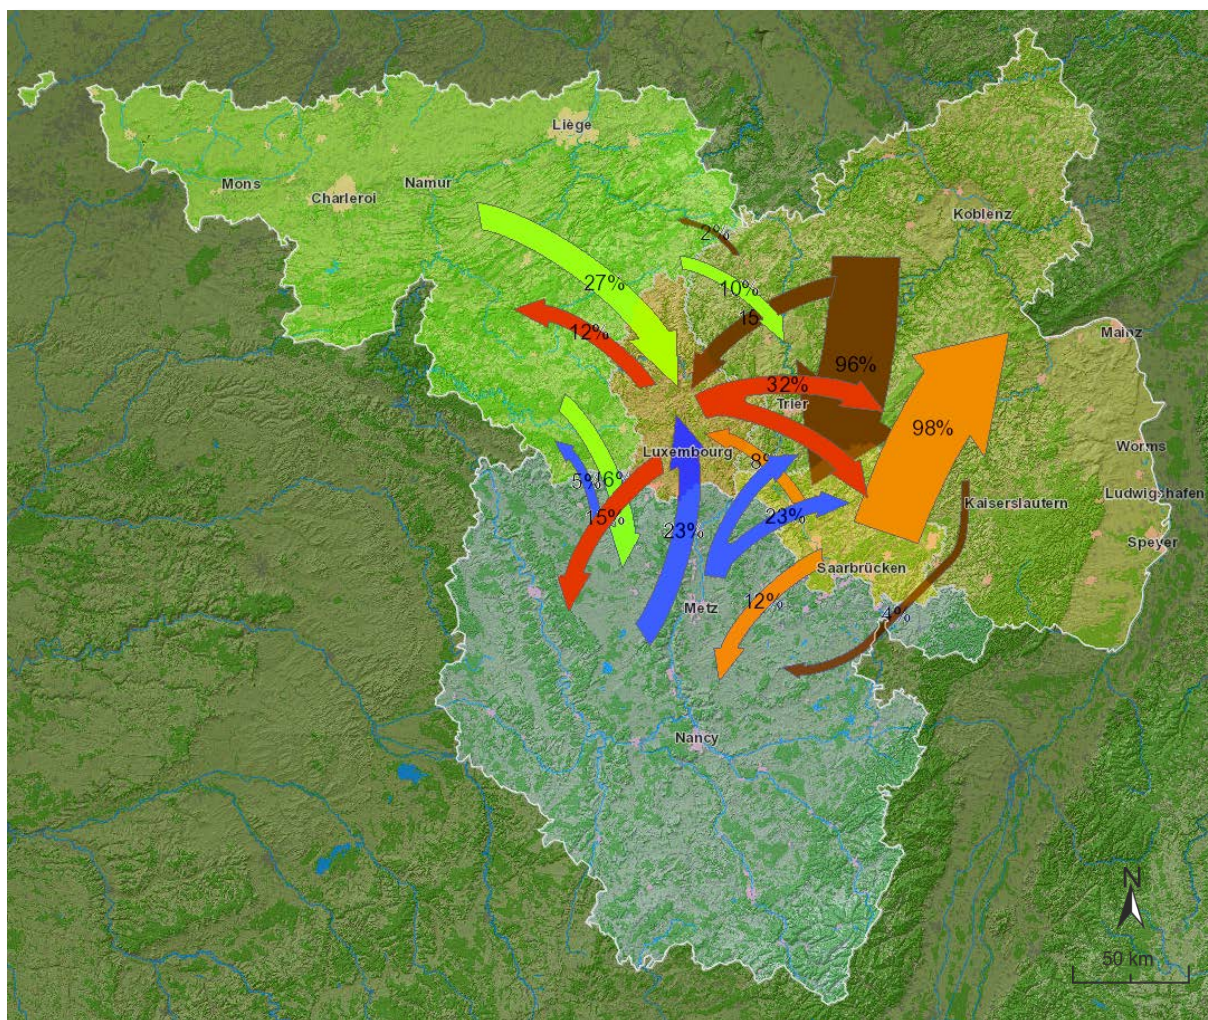 Liège
Mons
Charleroi
Namur
Koblenz
2%
27%
10%
15
12%
Mainz
96%
32%
Trier
98%
Luxembourg
8%
Worms
5%
16%
Ludwigshafen
Kaiserslautern
15%
23%
23%
Speyer
Saarbrücken
Metz
12%
4%
Nancy
N
50 km